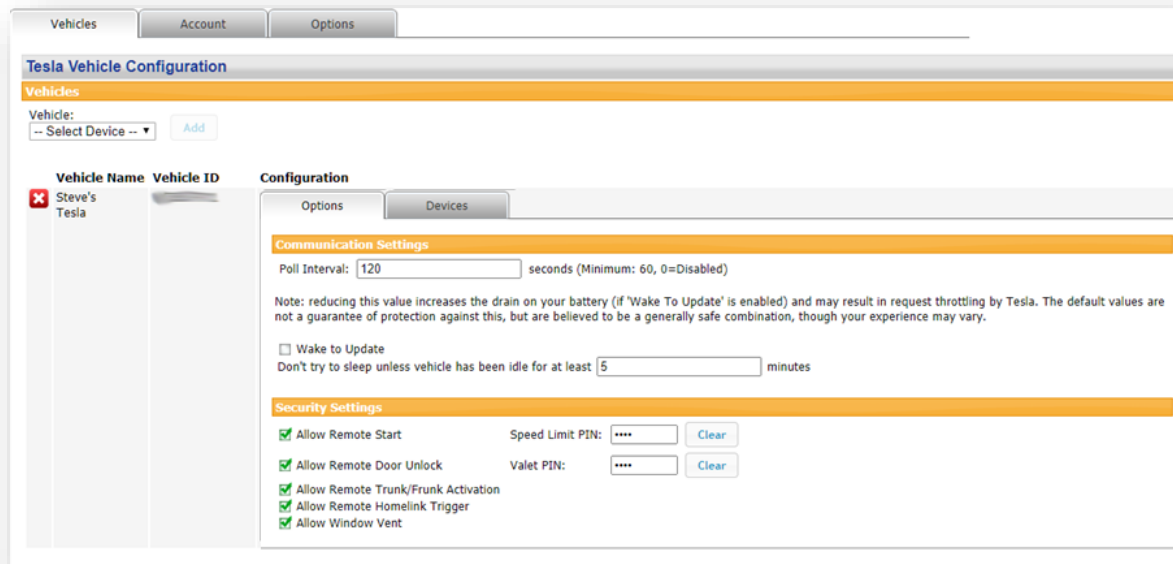 Vehicles Account Options
Tesla Vehicle Configuration
Vehicles
Vehicle:
-- Select Device -- Add
Vehicle Name Vehicle ID Configuration
Steve's
Tesla
Options Devices
Communication Settings
Poll Interval: 120 seconds (Minimum: 60, 0=Disabled)
Note: reducing this value increases the drain on your battery (if 'Wake To Update' is enabled) and may result in request throttling by Tesla. The default values are
not a guarantee of protection against this, but are believed to be a generally safe combination, though your experience may vary.
Wake to Update
Don't try to sleep unless vehicle has been idle for at least 5 minutes
Security Settings
Allow Remote Start Speed Limit PIN: •••• Clear
Allow Remote Door Unlock Valet PIN: •••• Clear
Allow Remote Trunk/Frunk Activation
Allow Remote Homelink Trigger
Allow Window Vent